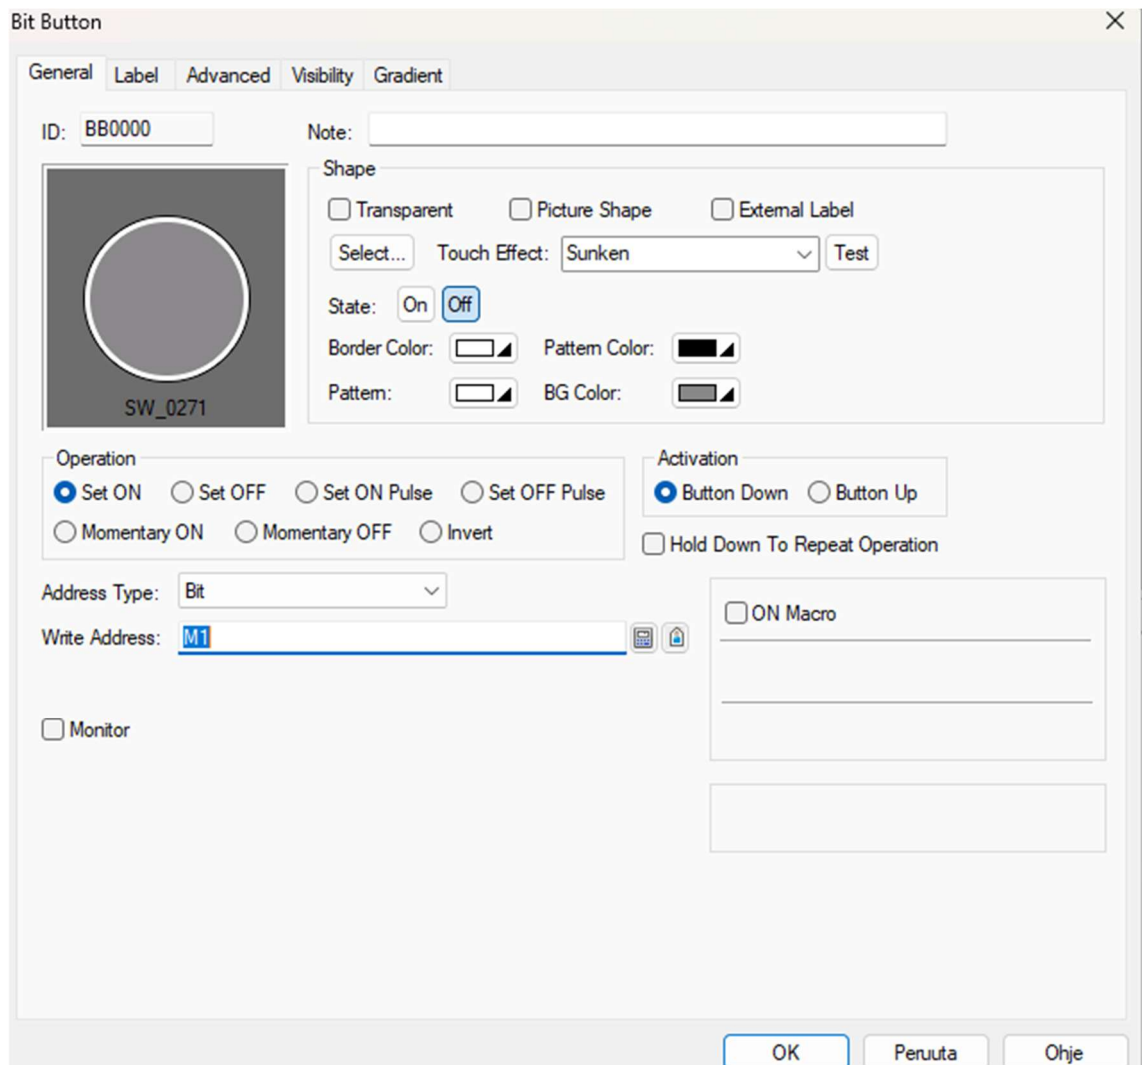 Bit Button
General Label Advanced Visibility Gradient
ID: BB0000 Note:
Shape
Transparent Picture Shape External Label
Select... Touch Effect: Sunken Test
State: On Off
Border Color: Pattern Color:
Pattern: BG Color:
SW_0271
Operation
Set ON Set OFF Set ON Pulse Set OFF Pulse
Momentary ON Momentary OFF Invert
Activation
Button Down Button Up
Hold Down To Repeat Operation
Address Type: Bit
Write Address: M1
ON Macro
Monitor
OK Peruuta Ohje